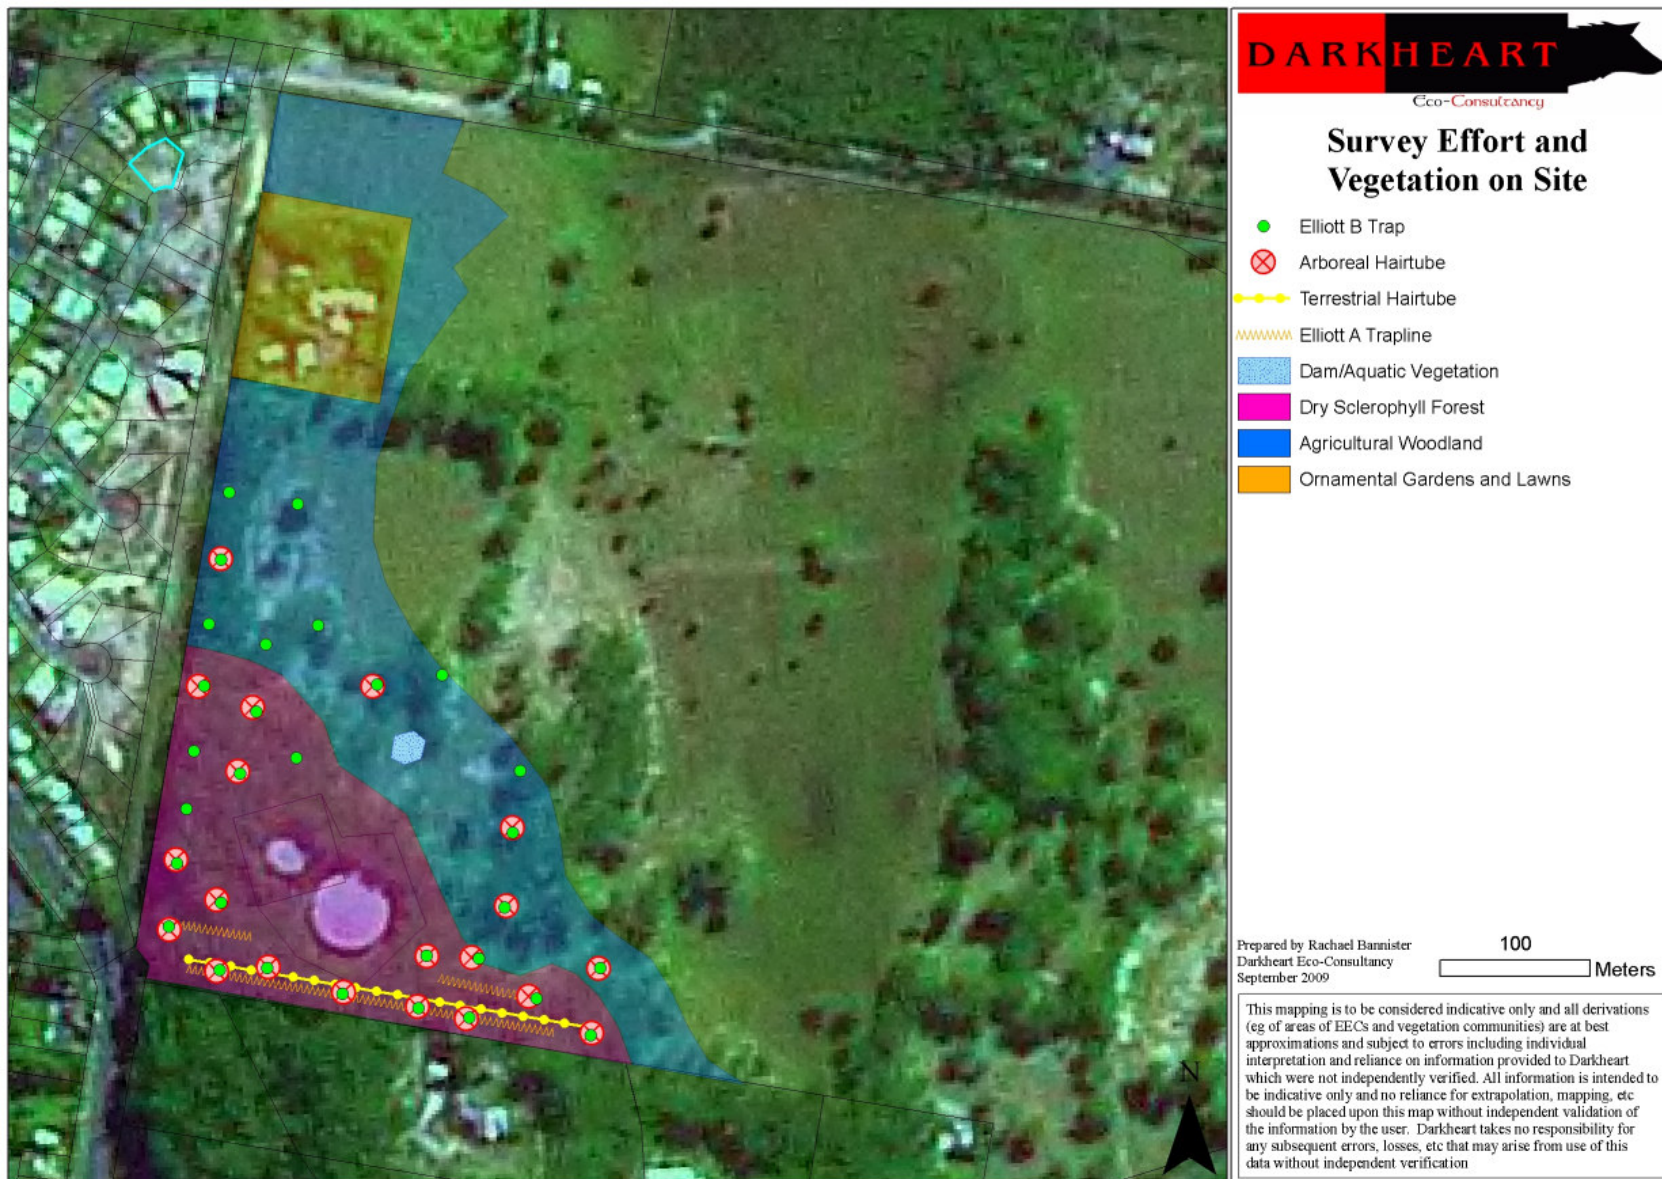 DARKHEART
Eco-Consultancy
Survey Effort and
Vegetation on Site
Elliott B Trap
Arboreal Hairtube
Terrestrial Hairtube
Elliott A Trapline
Dam/Aquatic Vegetation
Dry Sclerophyll Forest
Agricultural Woodland
Ornamental Gardens and Lawns
Prepared by Rachael Bannister
Darkheart Eco-Consultancy
September 2009
100
Meters
This mapping is to be considered indicative only and all derivations
(eg of areas of EECs and vegetation communities) are at best
approximations and subject to errors including individual
interpretation and reliance on information provided to Darkheart
which were not independently verified. All information is intended to
be indicative only and no reliance for extrapolation, mapping, etc
should be placed upon this map without independent validation of
the information by the user. Darkheart takes no responsibility for
any subsequent errors, losses, etc that may arise from use of this
data without independent verification
N